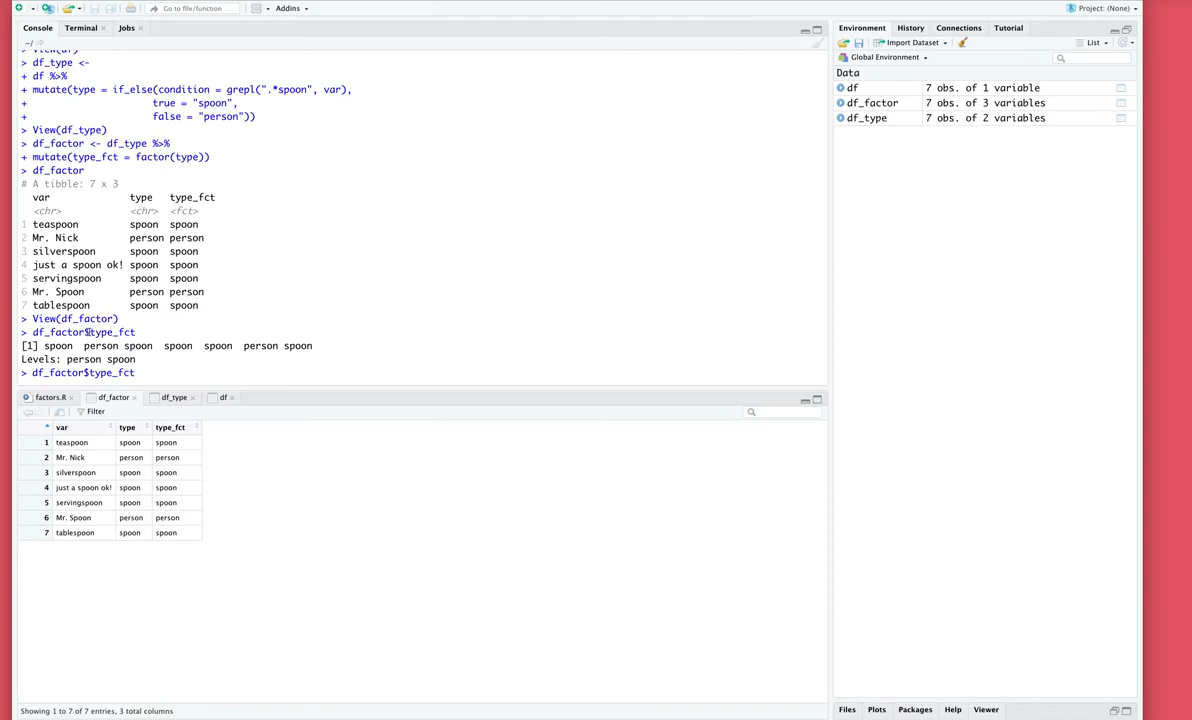 Go to file/function
Addins
Project: (None)
Console Terminal Jobs
~/
> View(df)
> df_type <-
+ df %>%
+ mutate(type = if_else(condition = grepl(".*spoon", var),
+ true = "spoon",
+ false = "person"))
> View(df_type)
> df_factor <- df_type %>%
+ mutate(type_fct = factor(type))
> df_factor
# A tibble: 7 x 3
var type type_fct
<chr> <chr> <fct>
1 teaspoon spoon spoon
2 Mr. Nick person person
3 silverspoon spoon spoon
4 just a spoon ok! spoon spoon
5 servingspoon spoon spoon
6 Mr. Spoon person person
7 tablespoon spoon spoon
> View(df_factor)
> df_factor$type_fct
[1] spoon person spoon spoon spoon person spoon
Levels: person spoon
> df_factor$type_fct
factors.R df_factor df_type df
Filter
var type type_fct
1 teaspoon spoon spoon
2 Mr. Nick person person
3 silverspoon spoon spoon
4 just a spoon ok! spoon spoon
5 servingspoon spoon spoon
6 Mr. Spoon person person
7 tablespoon spoon spoon
Showing 1 to 7 of 7 entries, 3 total columns
Environment History Connections Tutorial
Import Dataset List
Global Environment
Data
df 7 obs. of 1 variable
df_factor 7 obs. of 3 variables
df_type 7 obs. of 2 variables
Files Plots Packages Help Viewer